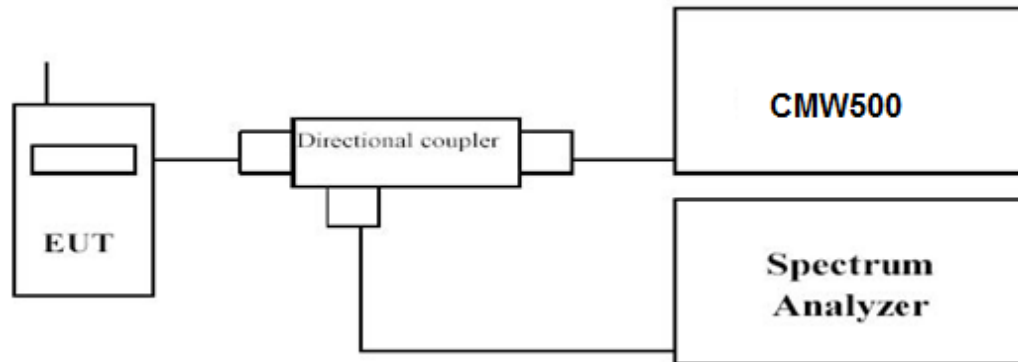 CMW500
Directional coupler
EUT
Spectrum
Analyzer